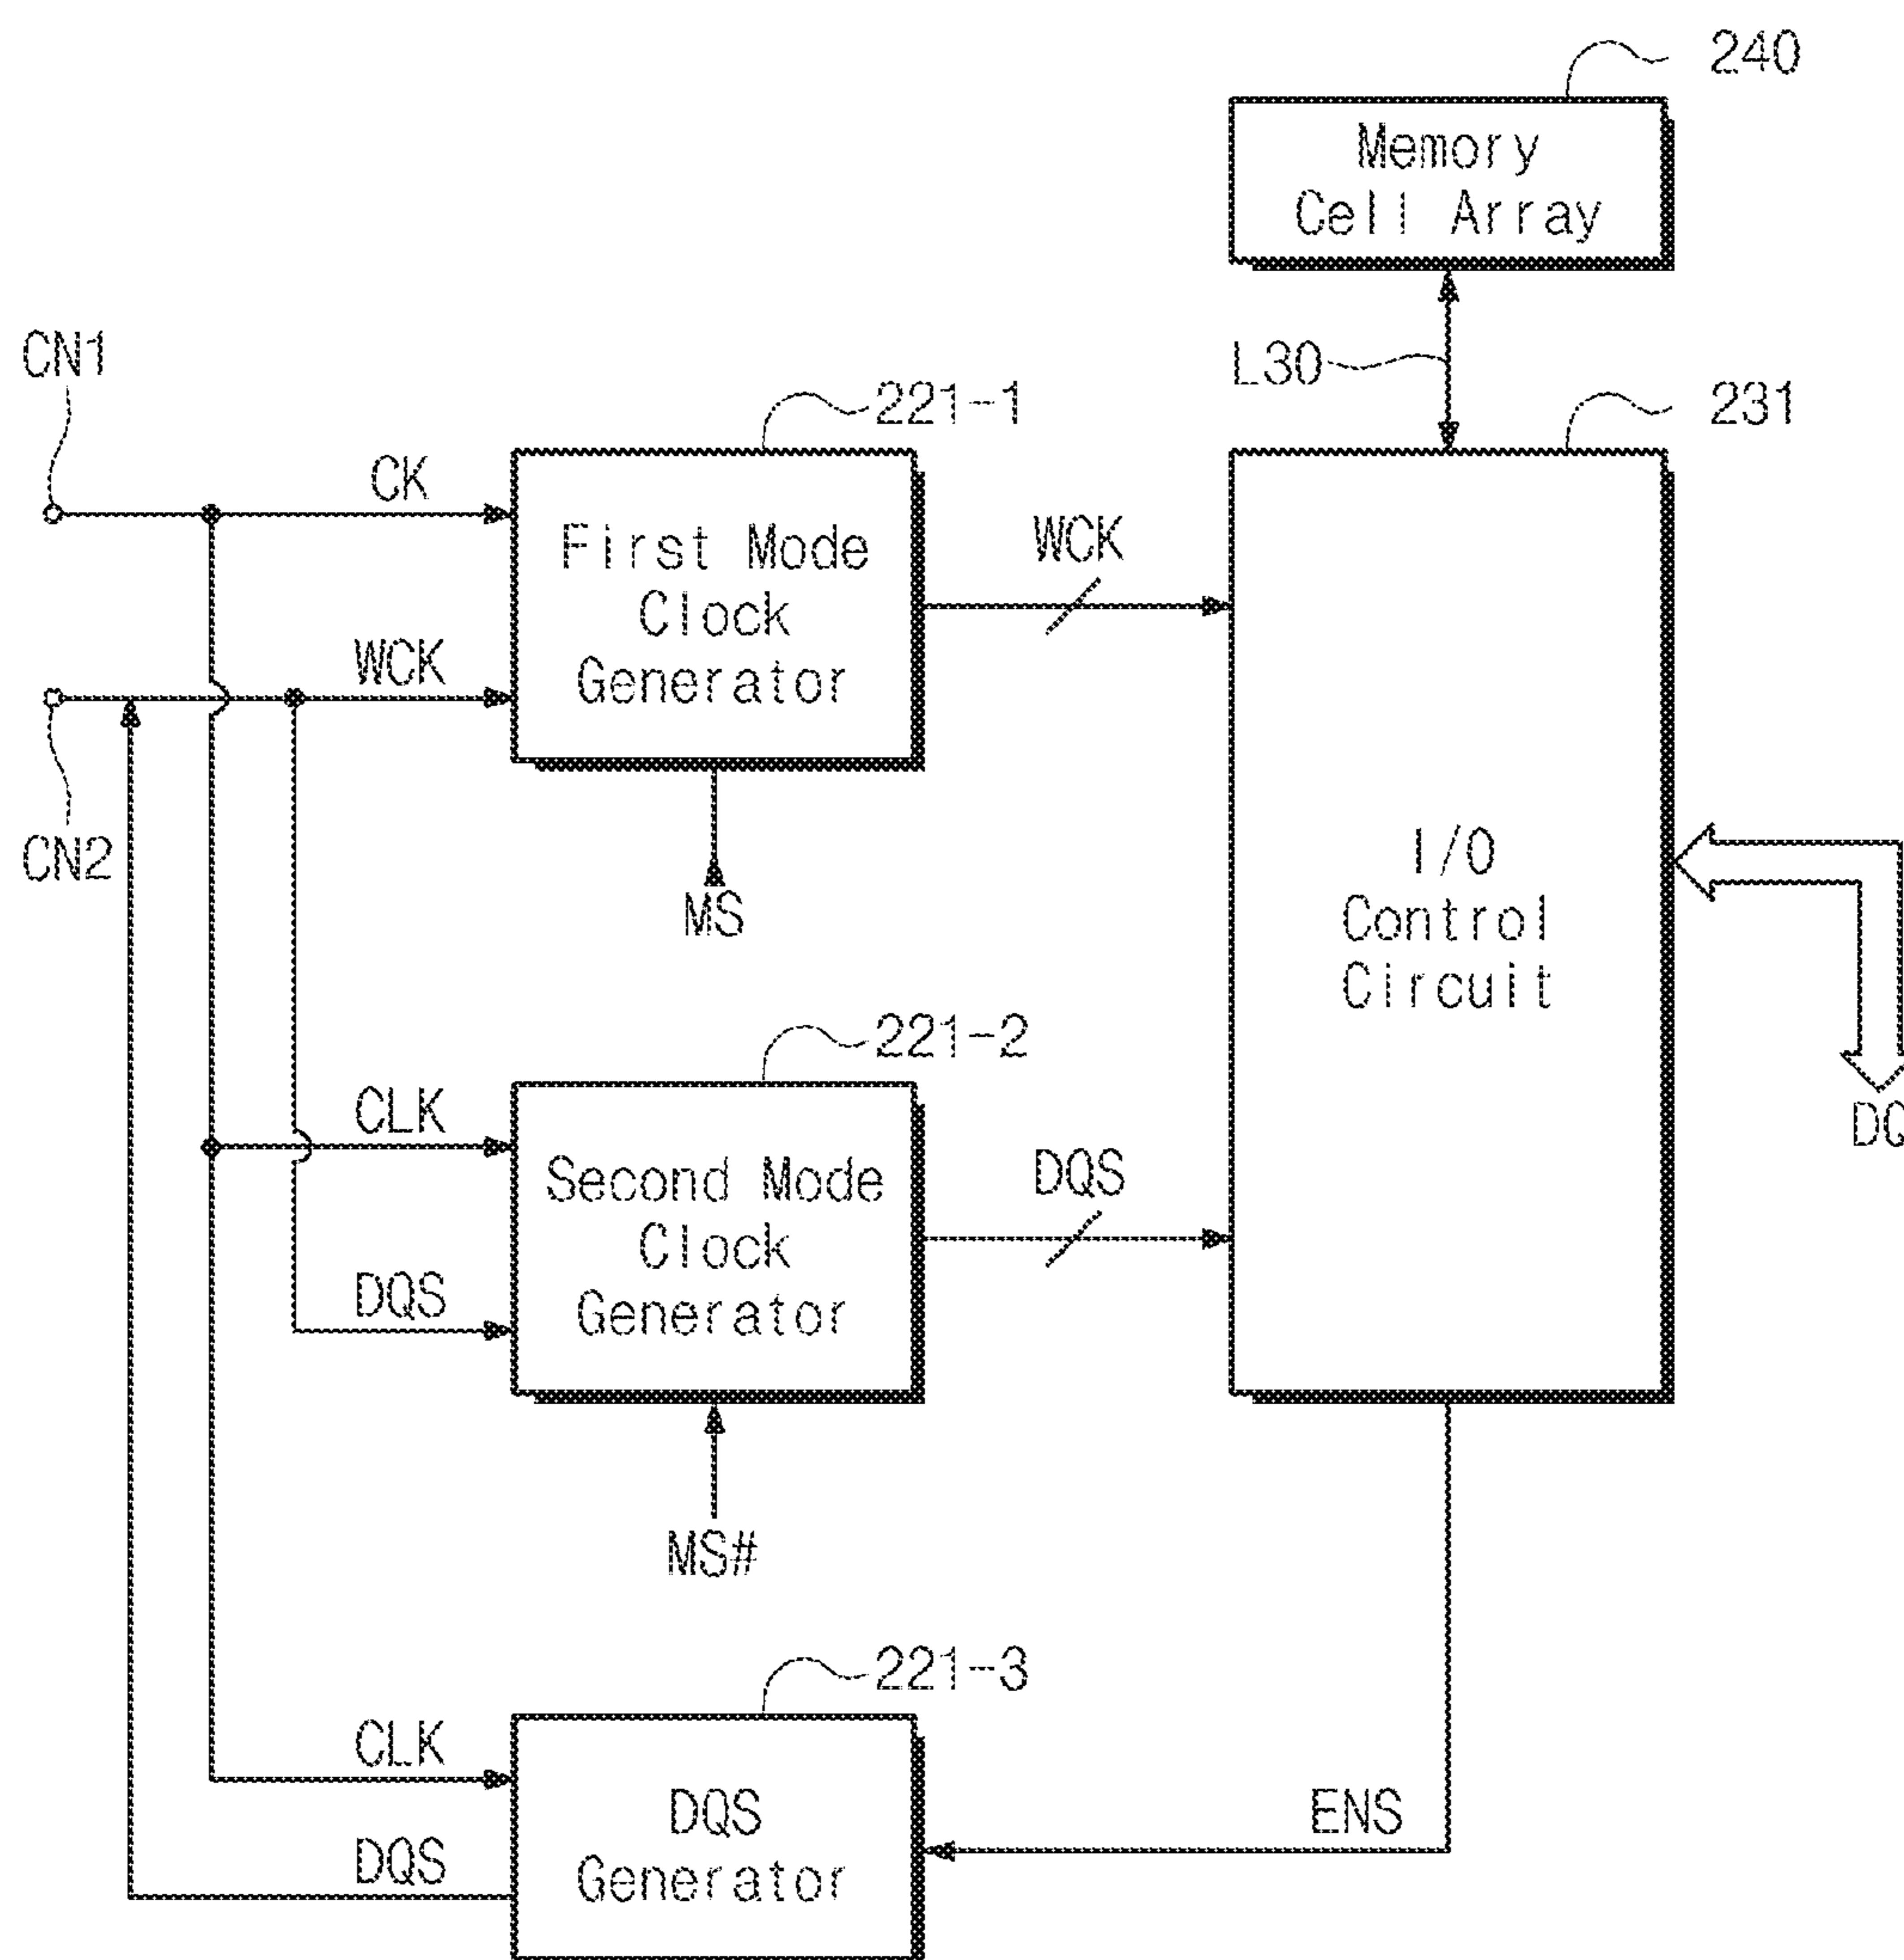 240
Memory
Cell Array
CN1
L30
221-1
231
CK
First Mode
Clock
Generator
WCK
WCK
CN2
MS
I/O
Control
Circuit
221-2
CLK
DQ
Second Mode
Clock
Generator
DQS
DQS
MS#
221-3
CLK
DQS
Generator
ENS
DQS